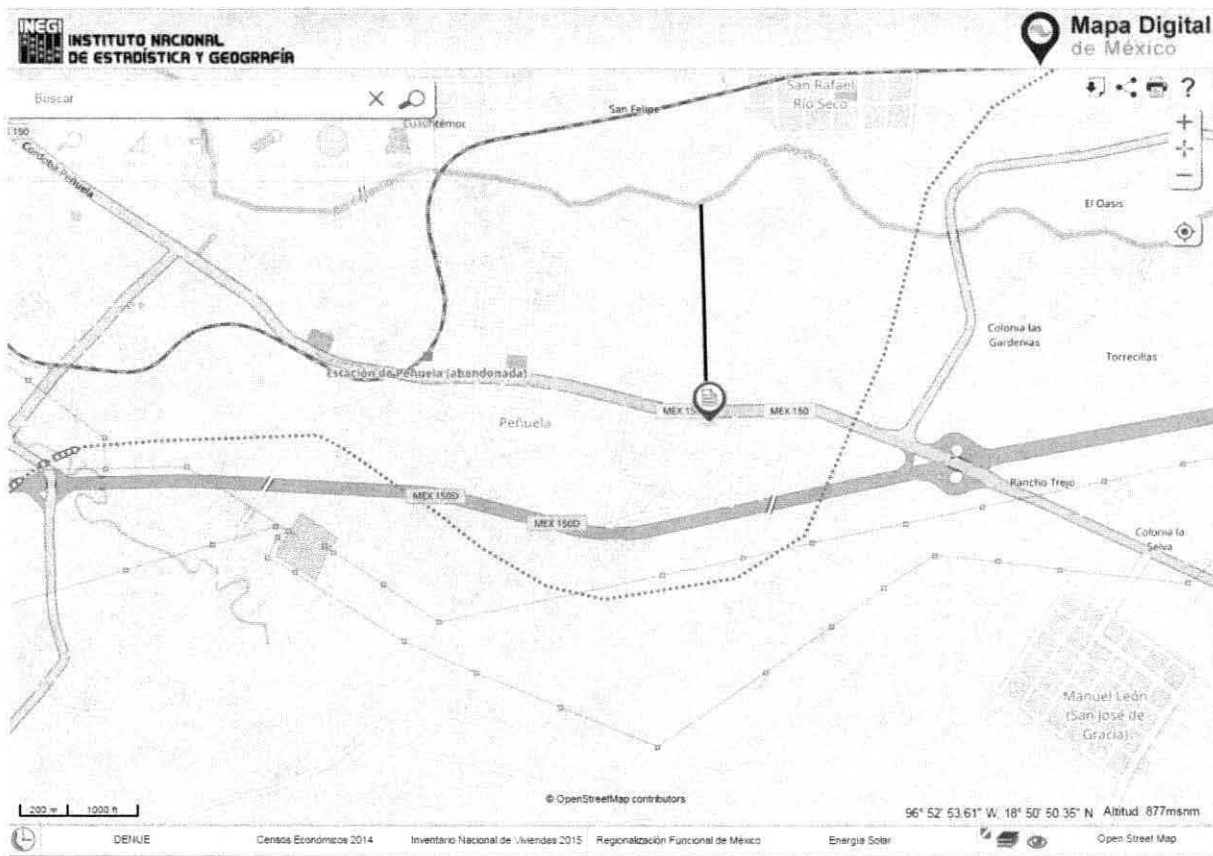 INEGI
INSTITUTO NACIONAL
DE ESTADÍSTICA Y GEOGRAFÍA
Mapa Digital
de México
Buscar
?
San Rafael
Río Seco
San Felipe
Cuauhtémoc
150
Córdoba Peñuela
El Oasis
Colonia las
Gardenias
Torrecillas
Estación de Peñuela (abandonada)
MEX 15
MEX 150
Peñuela
MEX 150D
MEX 150D
Rancho Trejo
Colonia la
Selva
Manuel León
(San José de
Gracia)
© OpenStreetMap contributors
200 m 1000 ft
96° 52' 53.61" W, 18° 50' 50.35" N Altitud: 877msnm
DENUE Censos Económicos 2014 Inventario Nacional de Viviendas 2015 Regionalización Funcional de México Energía Solar Open Street Map